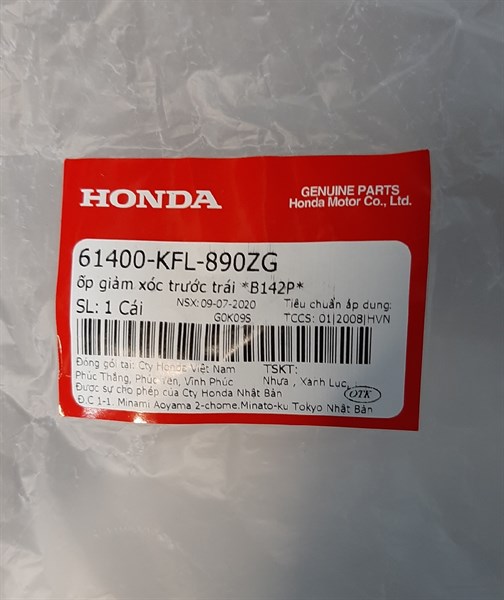 HONDA
GENUINE PARTS
Honda Motor Co., Ltd.
61400-KFL-890ZG
ốp giảm xóc trước trái *B142P*
SL: 1 Cái
NSX: 09-07-2020
G0K09S
Tiêu chuẩn áp dụng:
TCCS: 01|2008|HVN
Đóng gói tại: Cty Honda Việt Nam
Phúc Thắng, Phúc Yên, Vĩnh Phúc
TSKT:
Nhựa , Xanh Lục,
Được sự cho phép của Cty Honda Nhật Bản
Đ.C 1-1. Minami Aoyama 2-chome.Minato-ku Tokyo Nhật Bản
OTK